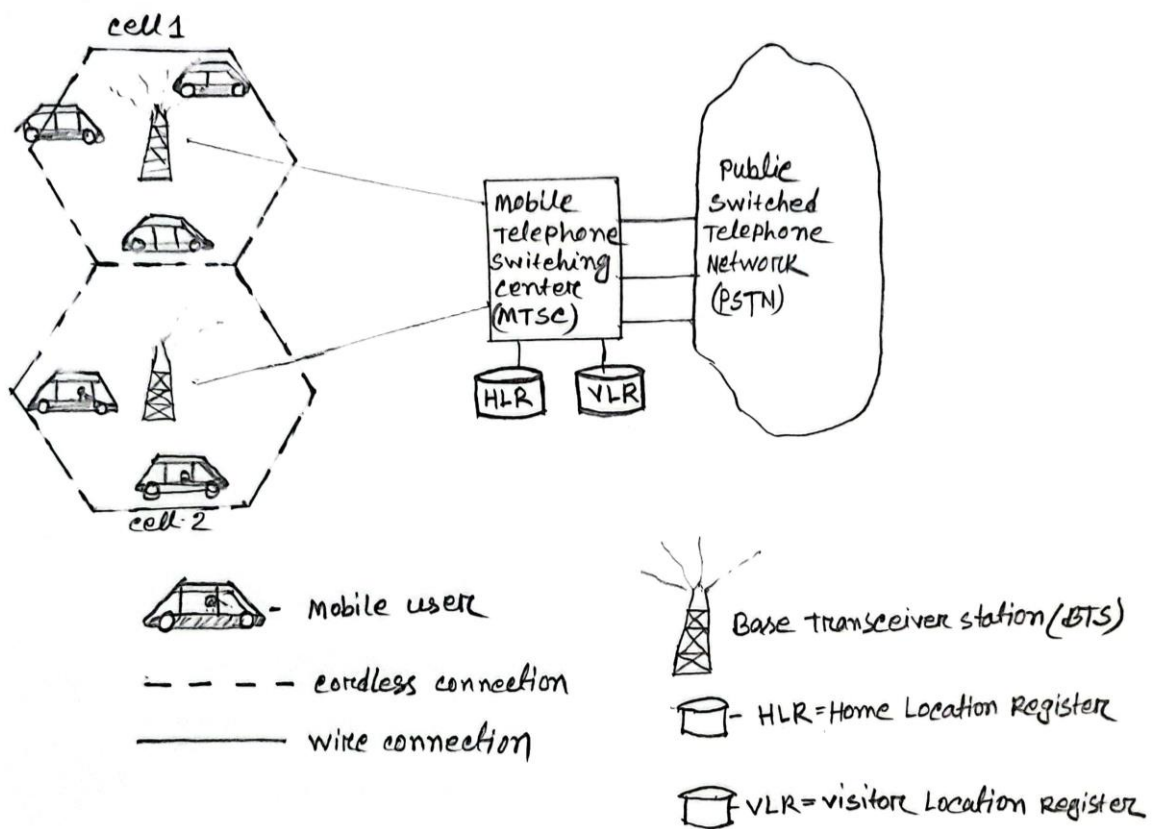 cell 1
Mobile
Telephone
Switching
Center
(MTSC)
Public
Switched
Telephone
Network
(PSTN)
HLR
VLR
cell-2
- Mobile user
cordless connection
wire connection
Base Transceiver station (BTS)
- HLR = Home Location Register
- VLR = Visitor Location Register